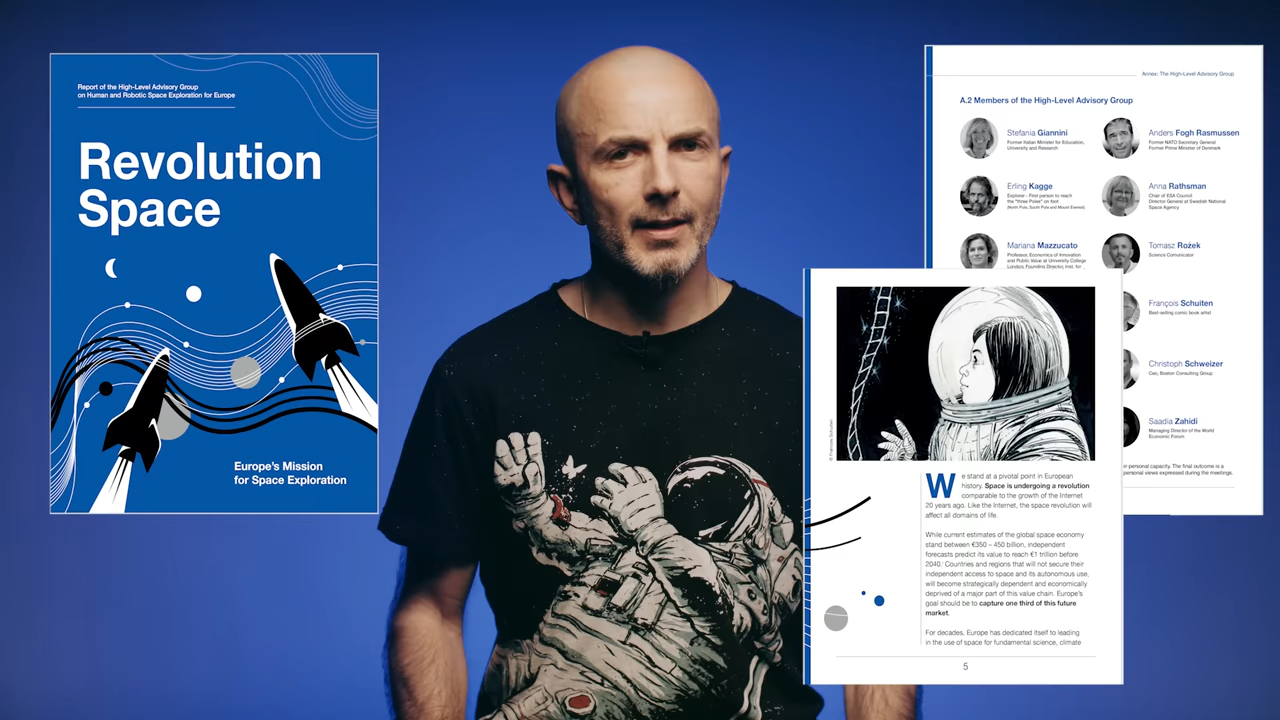 Report of the High-Level Advisory Group
on Human and Robotic Space Exploration for Europe
Revolution
Space
Europe's Mission
for Space Exploration
Annex: The High-Level Advisory Group
A.2 Members of the High-Level Advisory Group
Stefania Giannini
Former Italian Minister for Education,
University and Research
Anders Fogh Rasmussen
Former NATO Secretary General
Former Prime Minister of Denmark
Erling Kagge
Explorer - First person to reach
the "three Poles" on foot
(North Pole, South Pole and Mount Everest)
Anna Rathsman
Chair of ESA Council
Director General at Swedish National
Space Agency
Mariana Mazzucato
Professor, Economics of Innovation
and Public Value at University College
London; Founding Director, Inst. for
Tomasz Rożek
Science Comunicator
François Schuiten
Best-selling comic book artist
Christoph Schweizer
Ceo, Boston Consulting Group
Saadia Zahidi
Managing Director of the World
Economic Forum
personal capacity. The final outcome is a
personal views expressed during the meetings.
© François Schuiten
We stand at a pivotal point in European
history. Space is undergoing a revolution
comparable to the growth of the Internet
20 years ago. Like the Internet, the space revolution will
affect all domains of life.
While current estimates of the global space economy
stand between €350 – 450 billion, independent
forecasts predict its value to reach €1 trillion before
2040. Countries and regions that will not secure their
independent access to space and its autonomous use,
will become strategically dependent and economically
deprived of a major part of this value chain. Europe's
goal should be to capture one third of this future
market.
For decades, Europe has dedicated itself to leading
in the use of space for fundamental science, climate
5